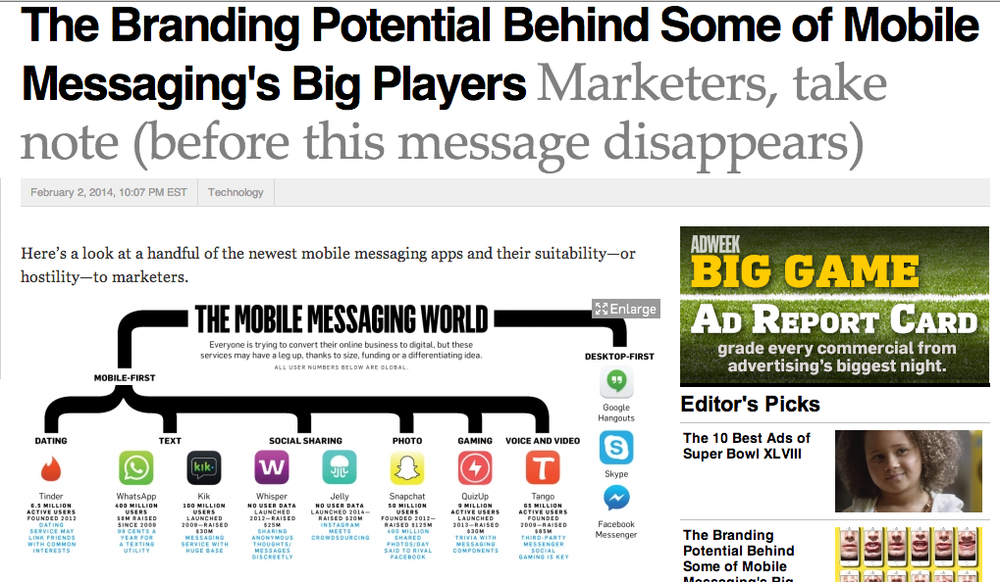 The Branding Potential Behind Some of Mobile
Messaging's Big Players Marketers, take
note (before this message disappears)
February 2, 2014, 10:07 PM EST
Technology
Here's a look at a handful of the newest mobile messaging apps and their suitability—or
hostility—to marketers.
Enlarge
THE MOBILE MESSAGING WORLD
Everyone is trying to convert their online business to digital, but these
services may have a leg up, thanks to size, funding or a differentiating idea.
ALL USER NUMBERS BELOW ARE GLOBAL.
MOBILE-FIRST
DATING
Tinder
6.5 MILLION
ACTIVE USERS
FOUNDED 2012
DATING
SERVICE MAY
LINK FRIENDS
WITH COMMON
INTERESTS
TEXT
WhatsApp
400 MILLION
USERS
$8M RAISED
SINCE 2009
99 CENTS A
YEAR FOR
A TEXTING
UTILITY
kik
Kik
100 MILLION
USERS
LAUNCHED
2009—RAISED
$30M
MESSAGING
SERVICE WITH
HUGE BASE
SOCIAL SHARING
W
Whisper
NO USER DATA
LAUNCHED
2012—RAISED
$25M
SHARING
ANONYMOUS
THOUGHTS/
MESSAGES
DISCREETLY
Jelly
NO USER DATA
LAUNCHED 2014—
RAISED $20M
INSTAGRAM
MEETS
CROWDSOURCING
PHOTO
Snapchat
50 MILLION
USERS
FOUNDED 2012—
RAISED $125M
400 MILLION
SHARED
PHOTOS/DAY
SAID TO RIVAL
FACEBOOK
GAMING
QuizUp
ACTIVE USERS
LAUNCHED
2013—RAISED
$30M
TRIVIA WITH
MESSAGING
COMPONENTS
VOICE AND VIDEO
T
Tango
65 MILLION
ACTIVE USERS
FOUNDED
2009—RAISED
THIRD-PARTY
MESSENGER
SOCIAL
GAMING IS KEY
DESKTOP-FIRST
Google
Hangouts
S
Skype
Facebook
Messenger
ADWEEK
BIG GAME
AD REPORT CARD
grade every commercial from
advertising's biggest night.
Editor's Picks
The 10 Best Ads of
Super Bowl XLVIII
The Branding
Potential Behind
Some of Mobile
Messaging's Big